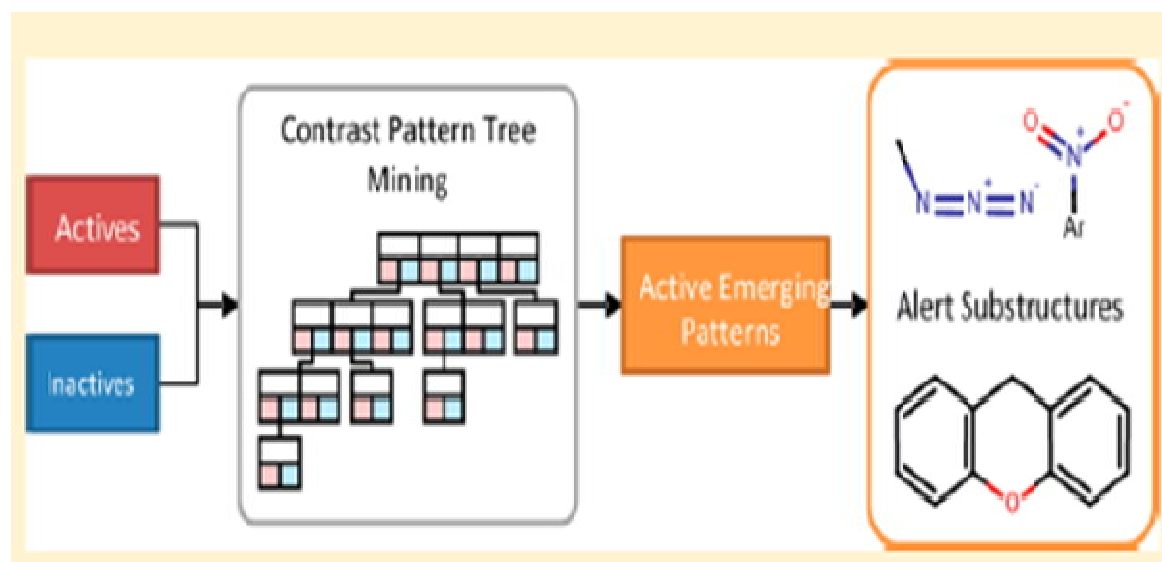 Contrast Pattern Tree
Mining
Actives
Inactives
Active Emerging
Patterns
O
O-
N+
N
N+
N-
Ar
Alert Substructures
O